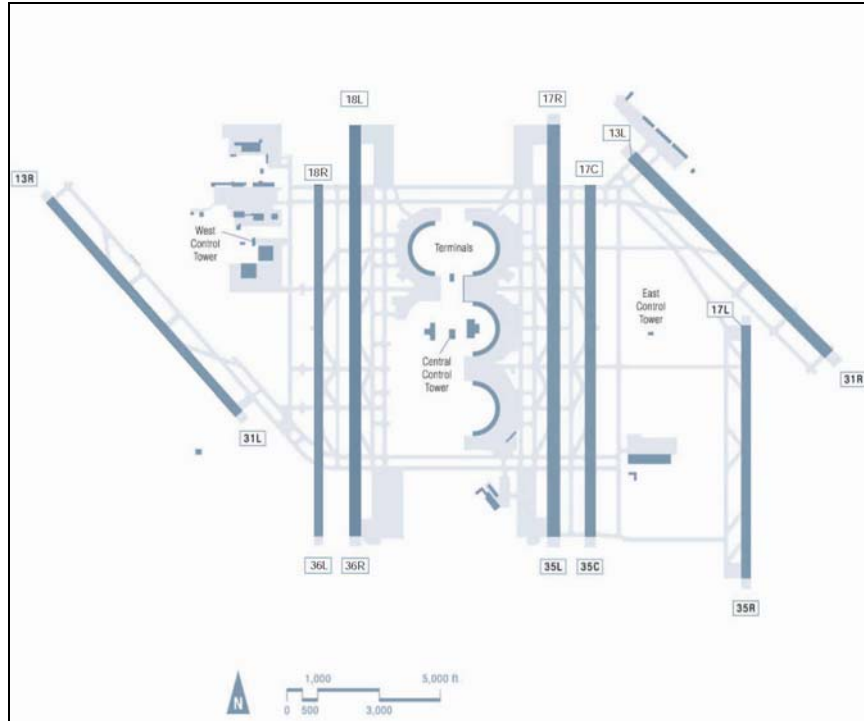 18L
17R
13L
18R
17C
13R
West
Control
Tower
Terminals
East
Control
Tower
17L
Central
Control
Tower
31R
31L
36L
36R
35L
35C
35R
N
1,000
5,000 ft
0
500
3,000